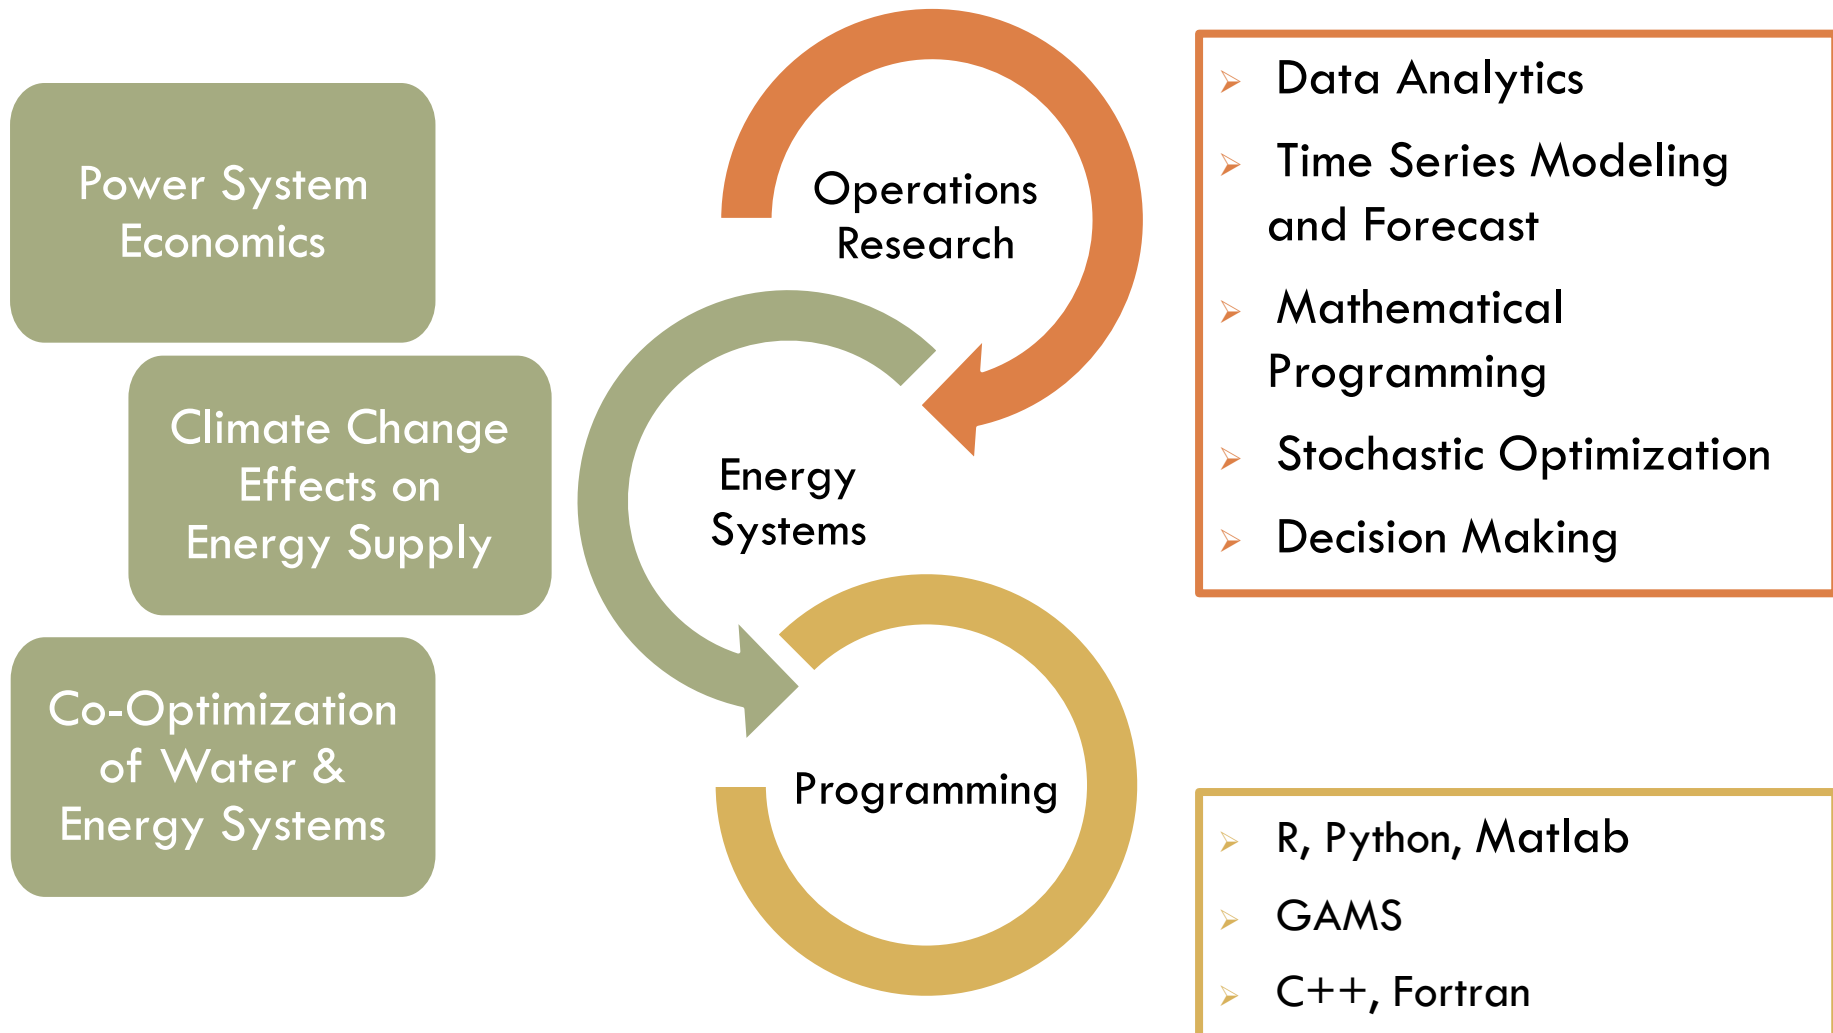 Power System
Economics
Climate Change
Effects on
Energy Supply
Co-Optimization
of Water &
Energy Systems
Operations
Research
Energy
Systems
Programming
Data Analytics
Time Series Modeling
and Forecast
Mathematical
Programming
Stochastic Optimization
Decision Making
R, Python, Matlab
GAMS
C++, Fortran